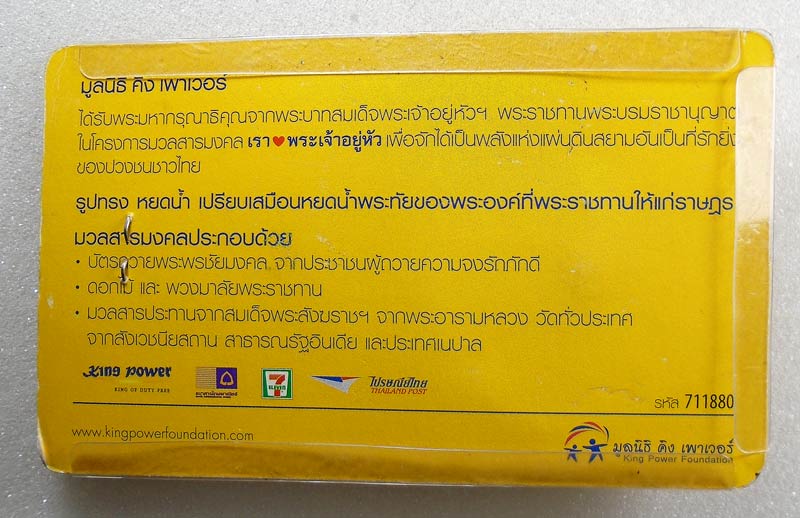 มูลนิธิ คิง เพาเวอร์
ได้รับพระมหากรุณาธิคุณจากพระบาทสมเด็จพระเจ้าอยู่หัวฯ พระราชทานพระบรมราชานุญาต
ในโครงการมวลสารมงคล เรา❤พระเจ้าอยู่หัว เพื่อจักได้เป็นพลังแห่งแผ่นดินสยามอันเป็นที่รักยิ่ง
ของปวงชนชาวไทย
รูปทรง หยดน้ำ เปรียบเสมือนหยดน้ำพระทัยของพระองค์ที่พระราชทานให้แก่ราษฎร
มวลสารมงคลประกอบด้วย
• บัตรถวายพระพรชัยมงคล จากประชาชนผู้ถวายความจงรักภักดี
• ดอกไม้ และ พวงมาลัยพระราชทาน
• มวลสารประทานจากสมเด็จพระสังฆราชฯ จากพระอารามหลวง วัดทั่วประเทศ
จากสังเวชนียสถาน สาธารณรัฐอินเดีย และประเทศเนปาล
King Power
KING OF DUTY FREE
ธนาคารไทยพาณิชย์
7 ELEVEN
ไปรษณีย์ไทย
THAILAND POST
รหัส 711880
www.kingpowerfoundation.com
มูลนิธิ คิง เพาเวอร์
King Power Foundation